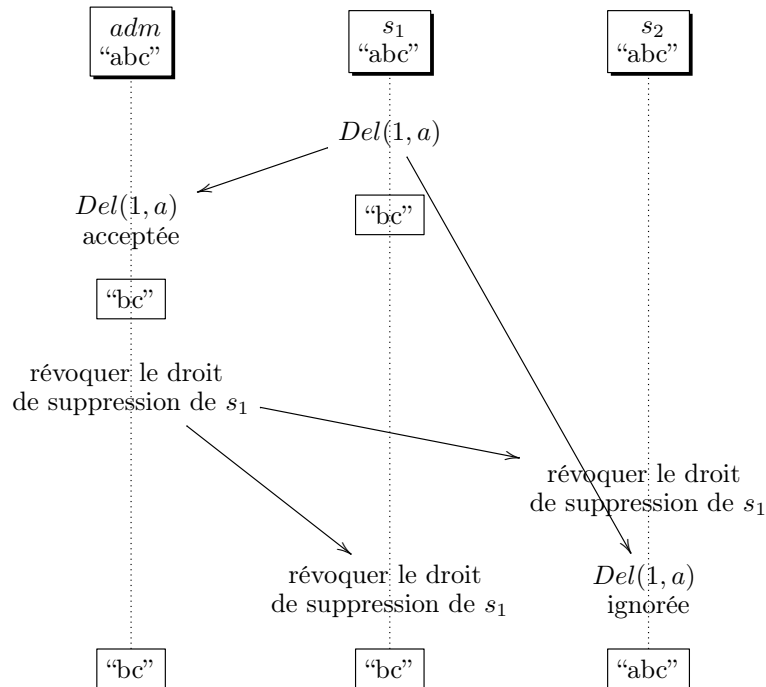 adm
“abc”
s1
“abc”
s2
“abc”
Del(1, a)
Del(1, a)
acceptée
“bc”
“bc”
révoquer le droit
de suppression de s1
révoquer le droit
de suppression de s1
révoquer le droit
de suppression de s1
Del(1, a)
ignorée
“bc”
“bc”
“abc”